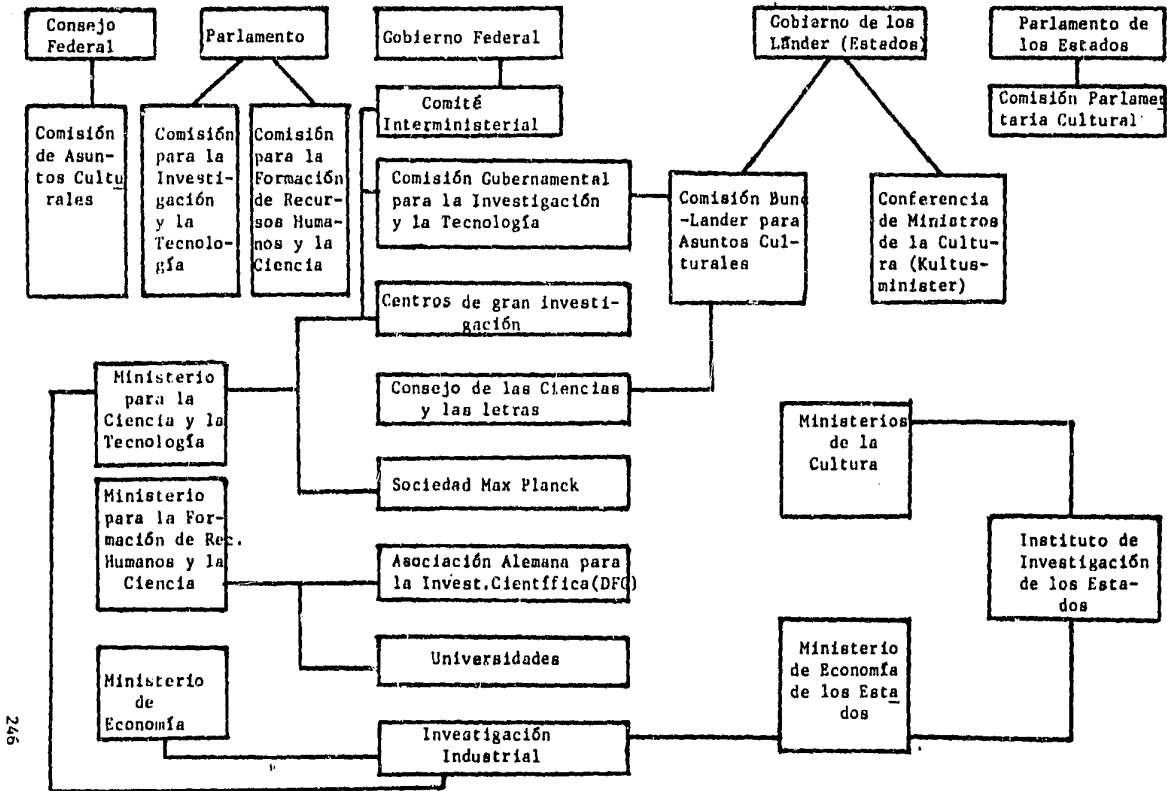 Consejo
Federal
Parlamento
Gobierno Federal
Gobierno de los
Länder (Estados)
Parlamento de
los Estados
Comité
Interministerial
Comisión Parlamen
taria Cultural
Comisión
de Asun-
tos Cultu
rales
Comisión
para la
Investi-
gación
y la
Tecnolo-
gía
Comisión
para la
Formación
de Recur-
sos Huma-
nos y la
Ciencia
Comisión Gubernamental
para la Investigación
y la Tecnología
Comisión Bund
-Lander para
Asuntos Cul-
turales
Conferencia
de Ministros
de la Cultu-
ra (Kultus-
minister)
Centros de gran investi-
gación
Ministerio
para la
Ciencia y la
Tecnología
Consejo de las Ciencias
y las letras
Ministerios
de la
Cultura
Sociedad Max Planck
Ministerio
para la For-
mación de Rec.
Humanos y la
Ciencia
Asociación Alemana para
la Invest.Científica(DFG)
Instituto de
Investigación
de los Esta-
dos
Universidades
Ministerio
de
Economía
Ministerio
de Economía
de los Esta
dos
Investigación
Industrial
246